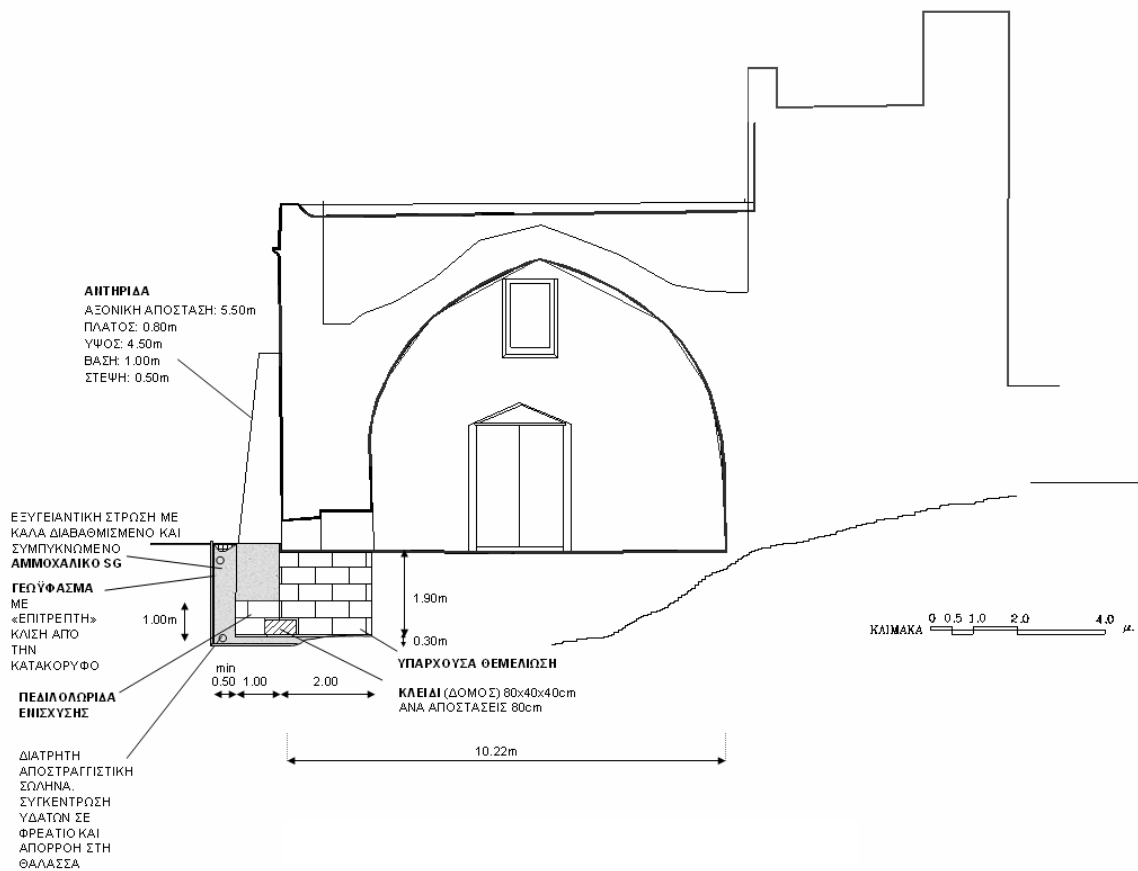 ΑΝΤΗΡΙΔΑ
ΑΞΟΝΙΚΗ ΑΠΟΣΤΑΣΗ: 5.50m
ΠΛΑΤΟΣ: 0.80m
ΥΨΟΣ: 4.50m
ΒΑΣΗ: 1.00m
ΣΤΕΨΗ: 0.50m
ΕΞΥΓΕΙΑΝΤΙΚΗ ΣΤΡΩΣΗ ΜΕ
ΚΑΛΑ ΔΙΑΒΑΘΜΙΣΜΕΝΟ ΚΑΙ
ΣΥΜΠΥΚΝΩΜΕΝΟ
ΑΜΜΟΧΑΛΙΚΟ SG
ΓΕΩΫΦΑΣΜΑ
ΜΕ
«ΕΠΙΤΡΕΠΤΗ»
ΚΛΙΣΗ ΑΠΌ
ΤΗΝ
ΚΑΤΑΚΟΡΥΦΟ
1.00m
1.90m
0.30m
ΥΠΑΡΧΟΥΣΑ ΘΕΜΕΛΙΩΣΗ
min
0.50 1.00 2.00
ΚΛΕΙΔΙ (ΔΟΜΟΣ) 80x40x40cm
ΑΝΑ ΑΠΟΣΤΑΣΕΙΣ 80cm
ΠΕΔΙΛΟΛΩΡΙΔΑ
ΕΝΙΣΧΥΣΗΣ
10.22m
ΔΙΑΤΡΗΤΗ
ΑΠΟΣΤΡΑΓΓΙΣΤΙΚΗ
ΣΩΛΗΝΑ.
ΣΥΓΚΕΝΤΡΩΣΗ
ΥΔΑΤΩΝ ΣΕ
ΦΡΕΑΤΙΟ ΚΑΙ
ΑΠΟΡΡΟΗ ΣΤΗ
ΘΑΛΑΣΣΑ
0 0.5 1.0 2.0 4.0
ΚΛΙΜΑΚΑ μ.